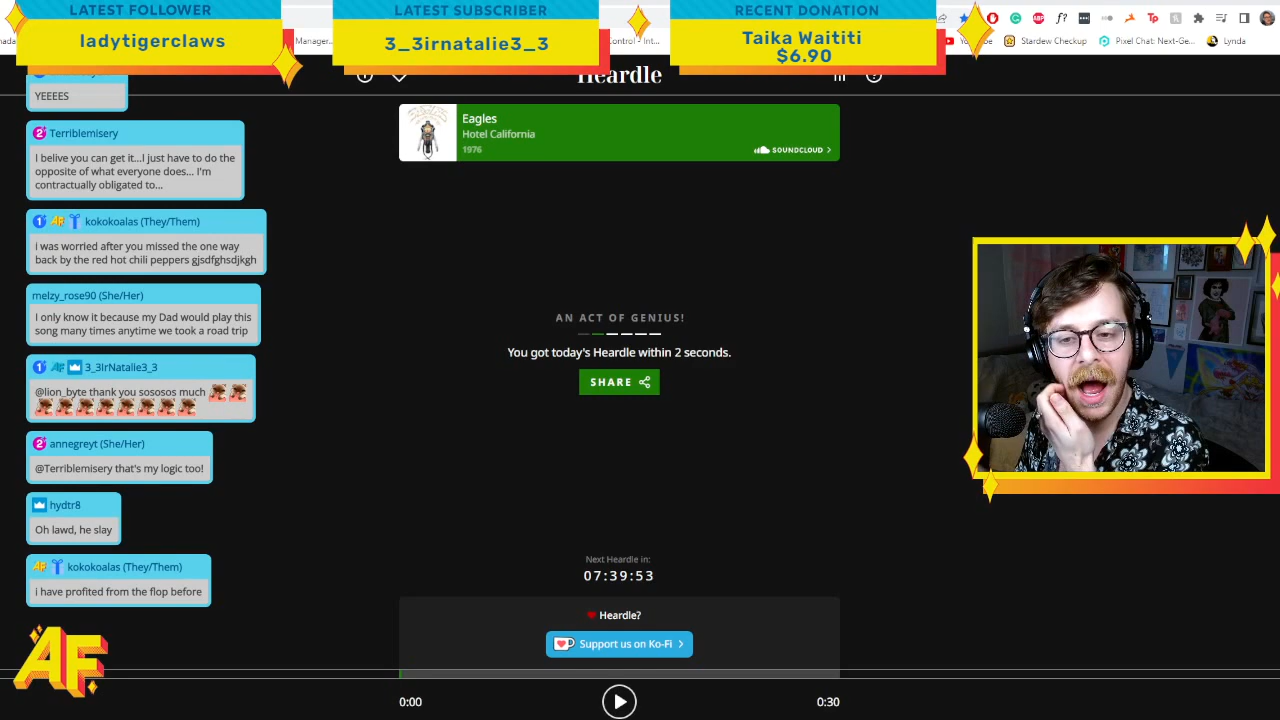 LATEST FOLLOWER
ladytigerclaws
LATEST SUBSCRIBER
3_3irnatalie3_3
RECENT DONATION
Taika Waititi
$6.90
Manager...
ontrol - Int...
Stardew Checkup
Pixel Chat: Next-Ge...
Lynda
Heardle
YEEEES
Terriblemisery
I belive you can get it...I just have to do the
opposite of what everyone does... I'm
contractually obligated to...
kokokoalas (They/Them)
I was worried after you missed the one way
back by the red hot chili peppers gjsdfghsdjkgh
melzy_rose90 (She/Her)
I only know it because my Dad would play this
song many times anytime we took a road trip
3_3IrNatalie3_3
@lion_byte thank you sososos much
annegreyt (She/Her)
@Terriblemisery that's my logic too!
hydtr8
Oh lawd, he slay
kokokoalas (They/Them)
i have profited from the flop before
AF
Eagles
Hotel California
1976
SOUNDCLOUD
AN ACT OF GENIUS!
You got today's Heardle within 2 seconds.
SHARE
Next Heardle in:
07:39:53
Heardle?
Support us on Ko-Fi
0:00
0:30